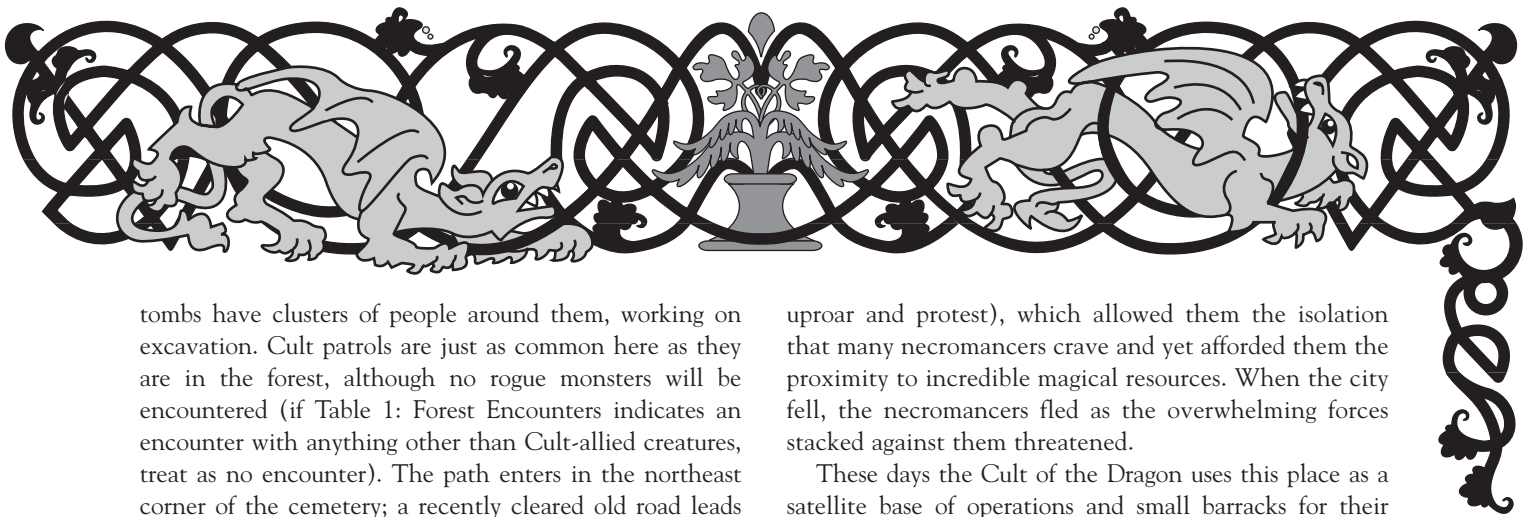 tombs have clusters of people around them, working on
excavation. Cult patrols are just as common here as they
are in the forest, although no rogue monsters will be
encountered (if Table 1: Forest Encounters indicates an
encounter with anything other than Cult-allied creatures,
treat as no encounter). The path enters in the northeast
corner of the cemetery; a recently cleared old road leads
uproar and protest), which allowed them the isolation
that many necromancers crave and yet afforded them the
proximity to incredible magical resources. When the city
fell, the necromancers fled as the overwhelming forces
stacked against them threatened.
These days the Cult of the Dragon uses this place as a
satellite base of operations and small barracks for their